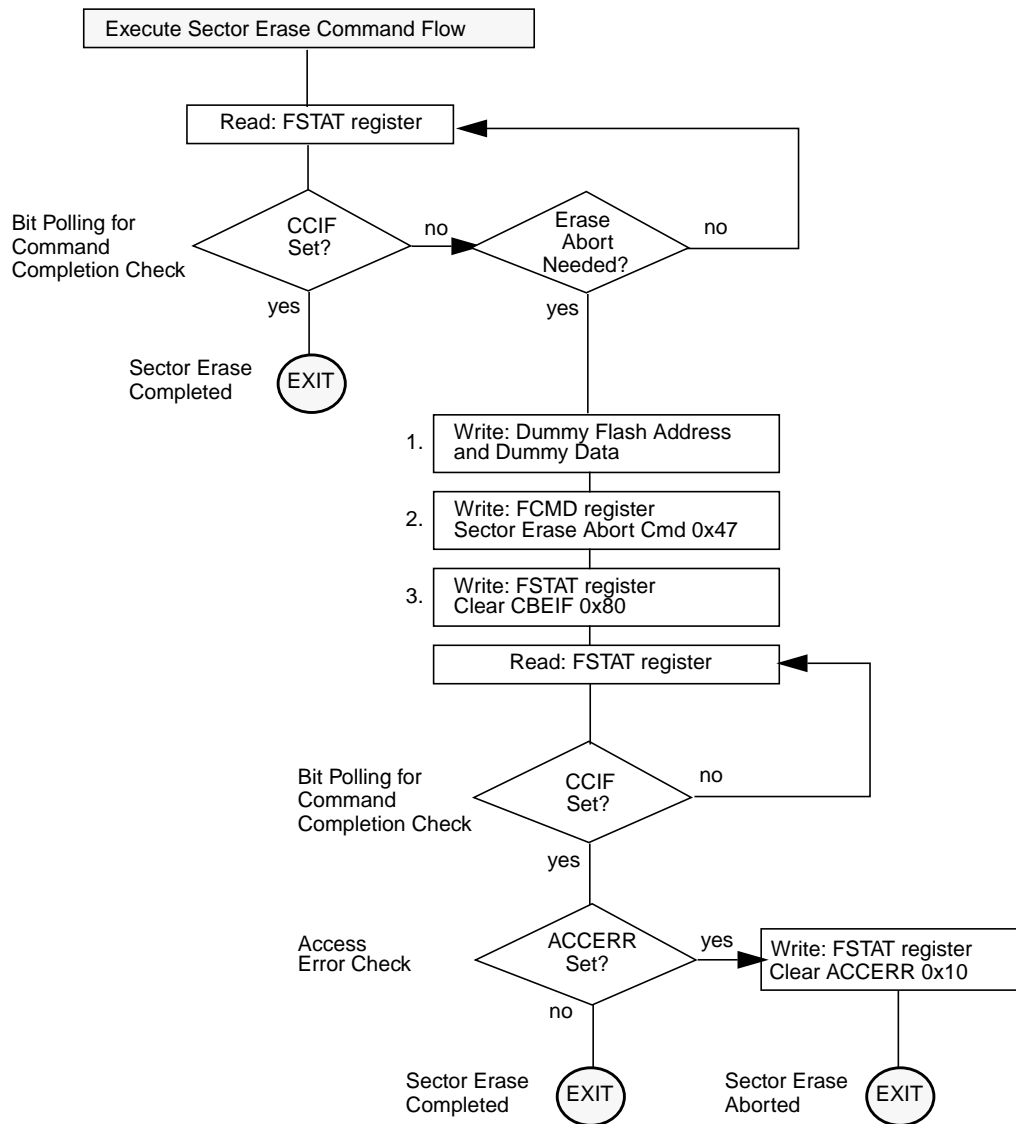 Execute Sector Erase Command Flow
Read: FSTAT register
Bit Polling for
Command
Completion Check
CCIF
Set?
no
Erase
Abort
Needed?
no
yes
yes
Sector Erase
Completed
EXIT
1.
Write: Dummy Flash Address
and Dummy Data
2.
Write: FCMD register
Sector Erase Abort Cmd 0x47
3.
Write: FSTAT register
Clear CBEIF 0x80
Read: FSTAT register
Bit Polling for
Command
Completion Check
CCIF
Set?
no
yes
Access
Error Check
ACCERR
Set?
yes
Write: FSTAT register
Clear ACCERR 0x10
no
Sector Erase
Completed
EXIT
Sector Erase
Aborted
EXIT